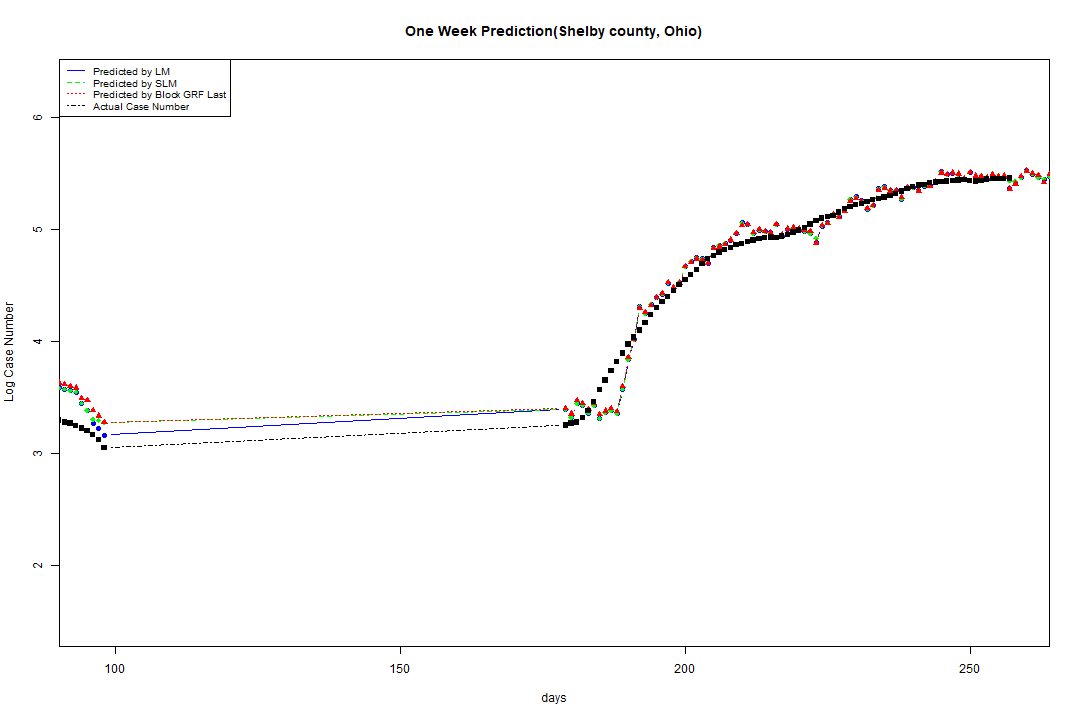 One Week Prediction(Shelby county, Ohio)
Predicted by LM
Predicted by SLM
Predicted by Block GRF Last
Actual Case Number
6
5
4
3
2
Log Case Number
100 150 200 250
days